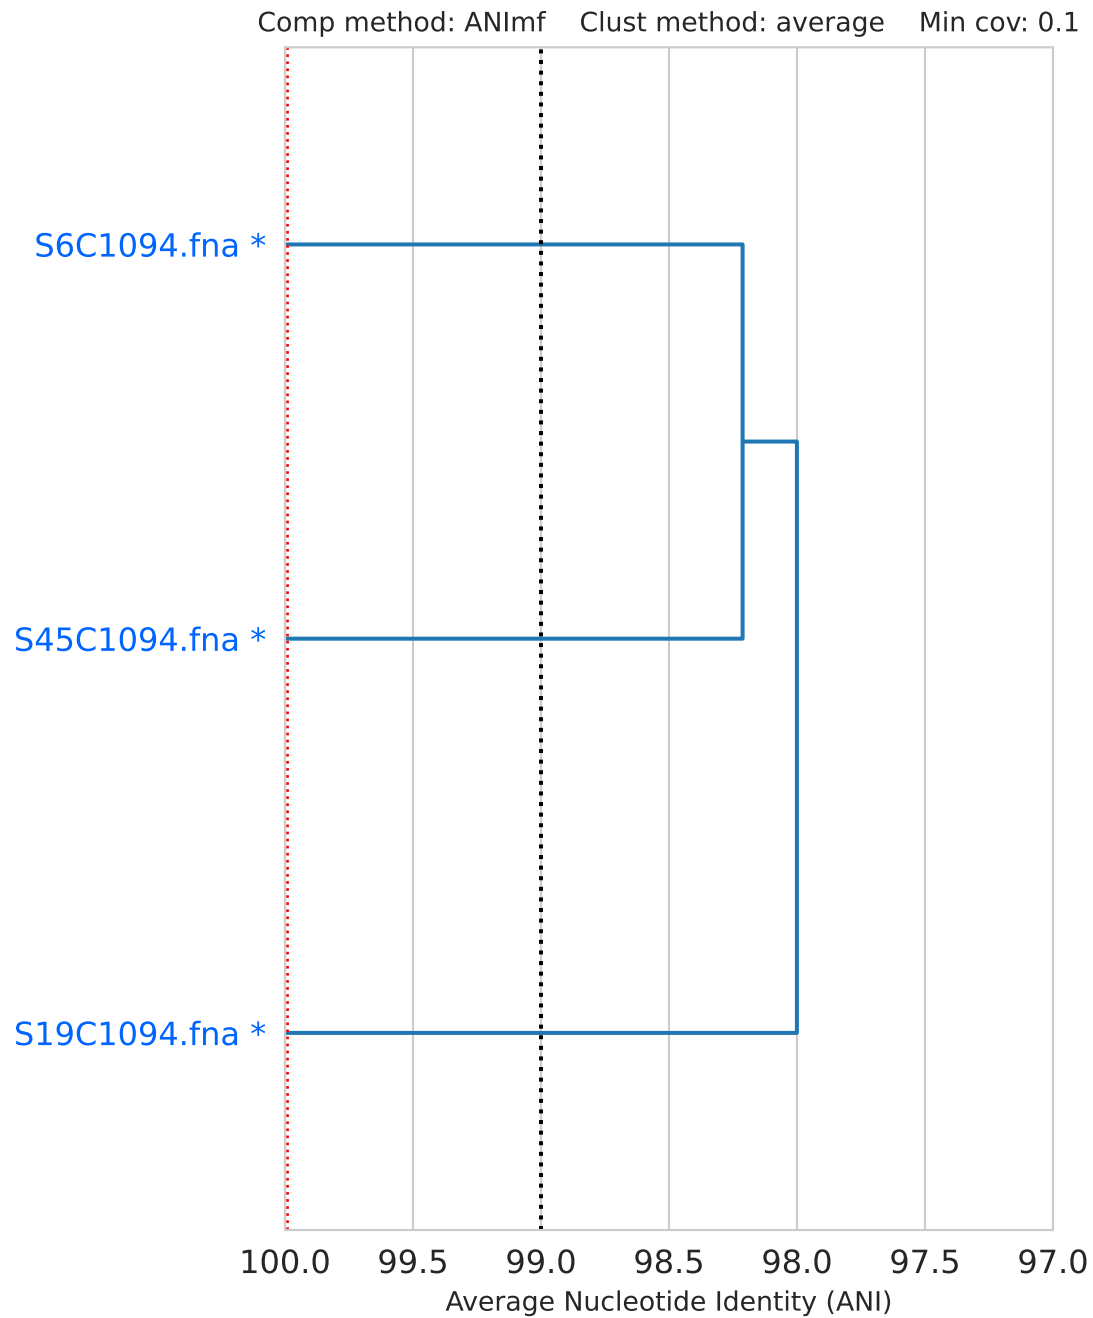 Comp method: ANImf    Clust method: average    Min cov: 0.1
S6C1094.fna *
S45C1094.fna *
S19C1094.fna *
100.0 99.5 99.0 98.5 98.0 97.5 97.0
Average Nucleotide Identity (ANI)